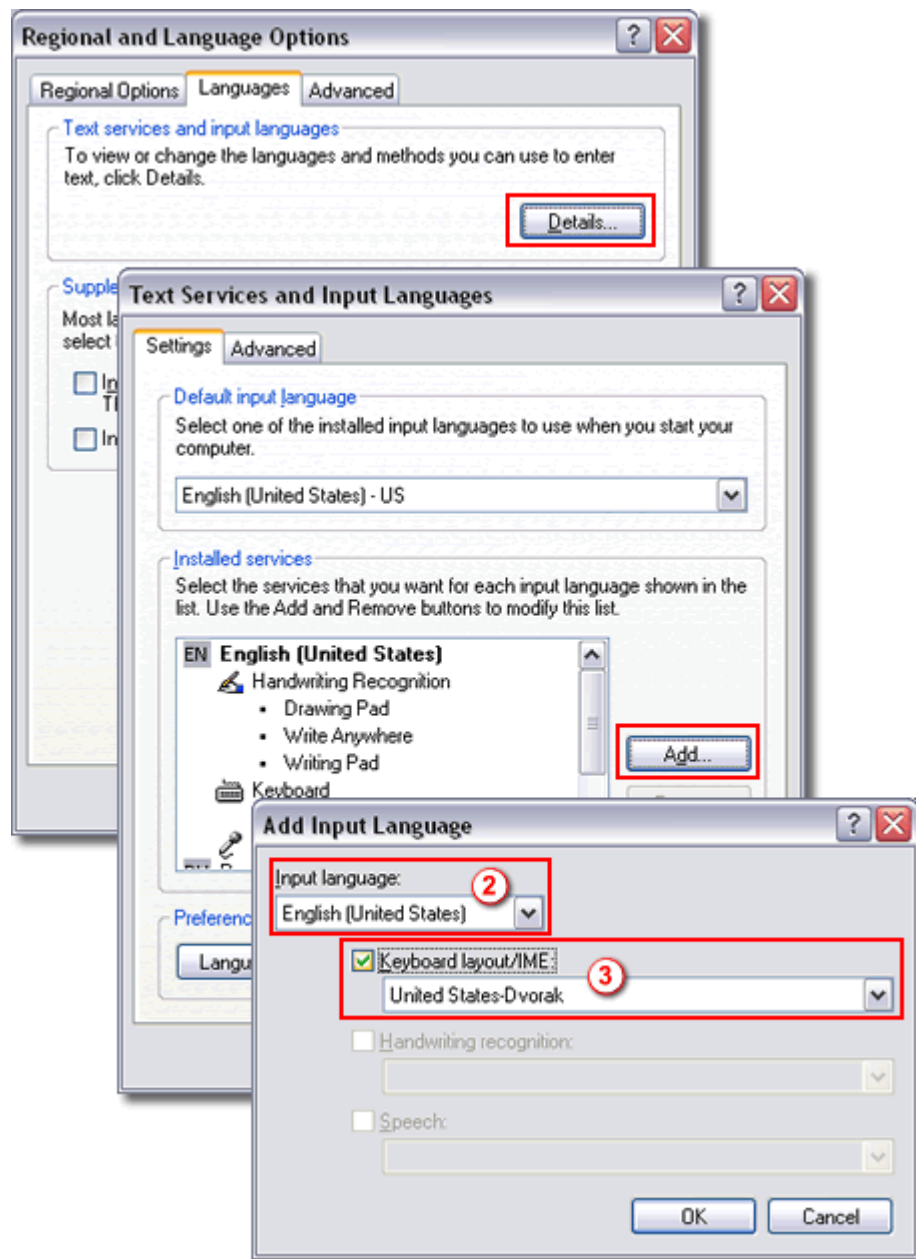 Regional and Language Options
Regional Options Languages Advanced
Text services and input languages
To view or change the languages and methods you can use to enter
text, click Details.
Details...
Supple
Most la
select
In
Th
In
Text Services and Input Languages
Settings Advanced
Default input language
Select one of the installed input languages to use when you start your
computer.
English (United States) - US
Installed services
Select the services that you want for each input language shown in the
list. Use the Add and Remove buttons to modify this list.
EN English (United States)
Handwriting Recognition
• Drawing Pad
• Write Anywhere
• Writing Pad
Keyboard
Add...
Preferenc
Langu
Add Input Language
Input language:
2
English (United States)
Keyboard layout/IME:
3
United States-Dvorak
Handwriting recognition:
Speech:
OK Cancel